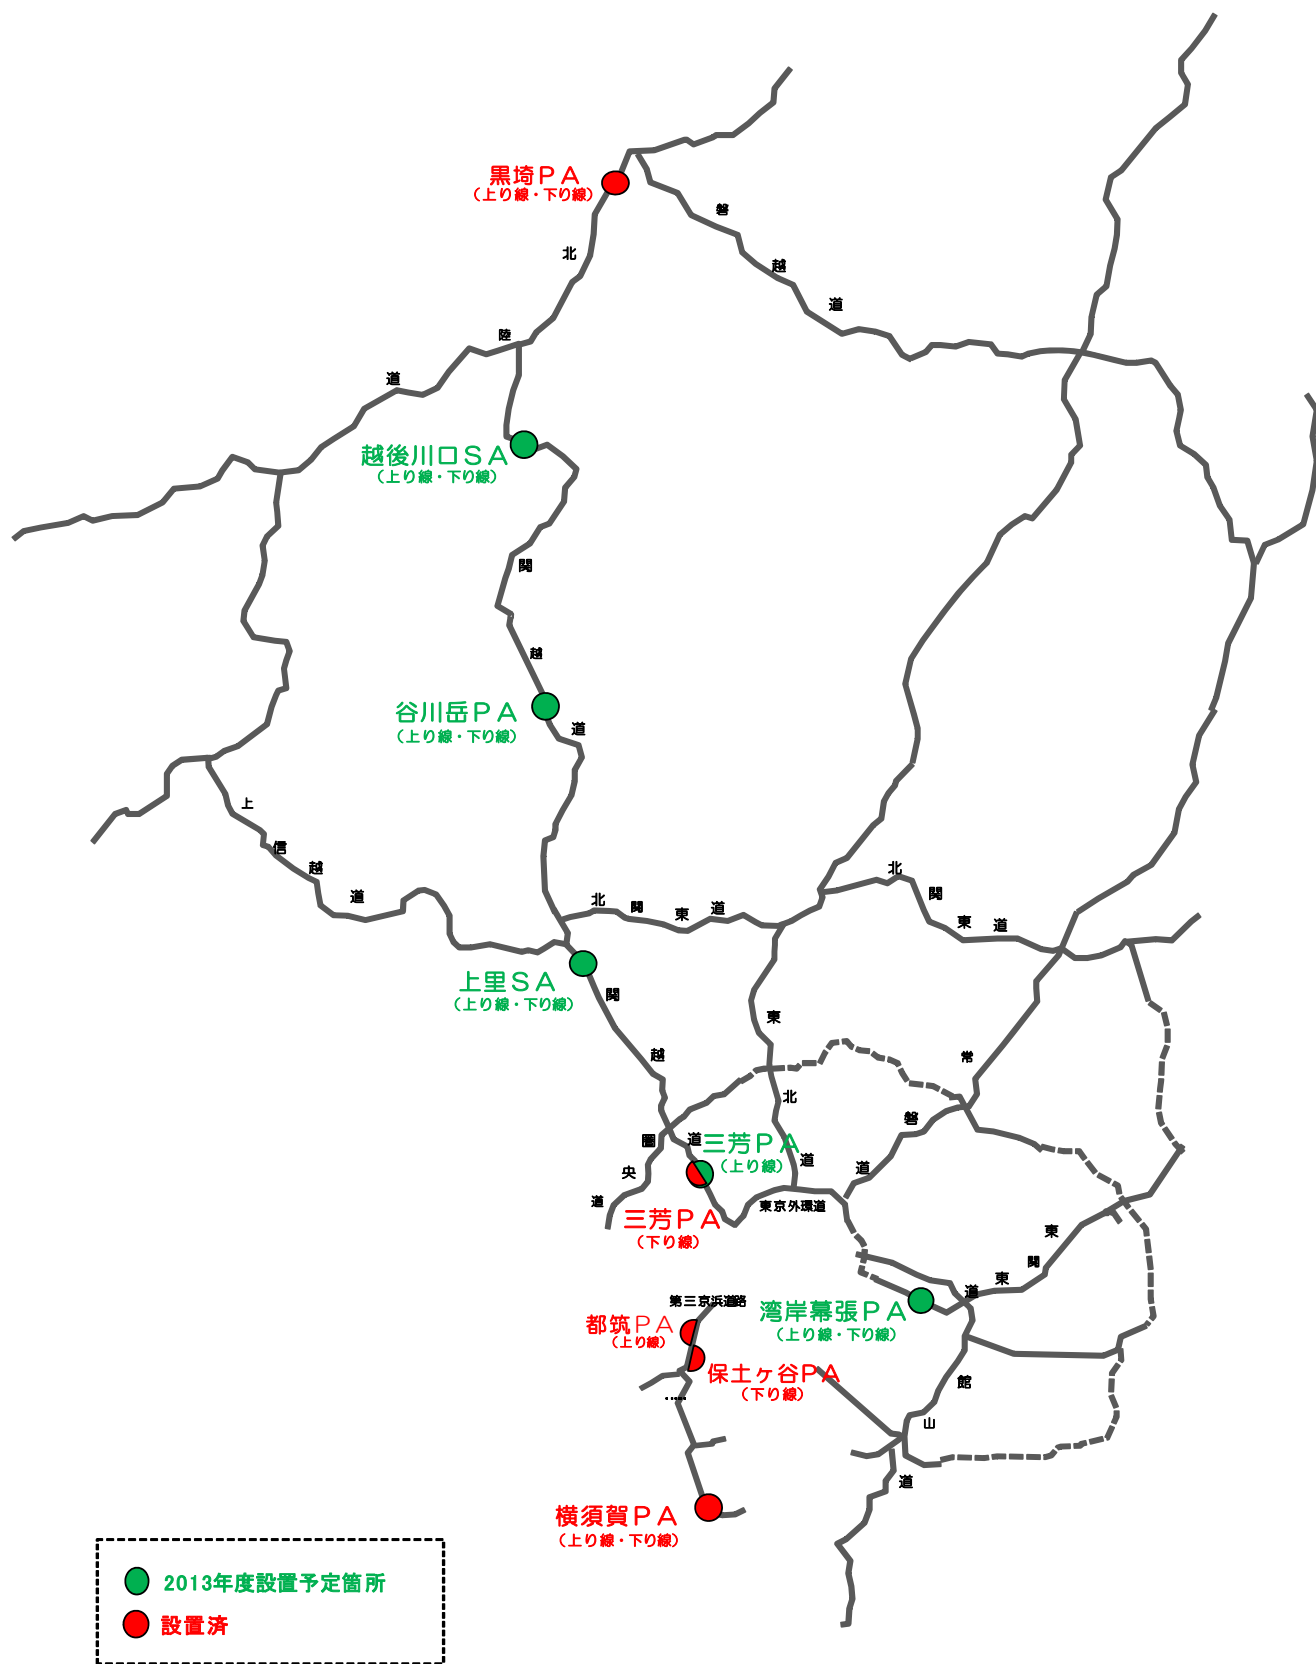 黒埼PA
(上り線・下り線)
磐越道
北陸道
越後川口SA
(上り線・下り線)
関越道
谷川岳PA
(上り線・下り線)
上信越道
北関東道
北関東道
上里SA
(上り線・下り線)
関越道
東北道
常磐道
圏央道
三芳PA
(上り線)
三芳PA
(下り線)
東京外環道
東関道
第三京浜道路
都筑PA
(上り線)
湾岸幕張PA
(上り線・下り線)
保土ヶ谷PA
(下り線)
館山道
横須賀PA
(上り線・下り線)
2013年度設置予定箇所
設置済